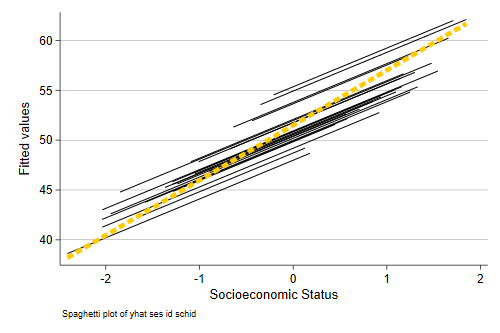 60
55
50
45
40
Fitted values
-2 -1 0 1 2
Socioeconomic Status
Spaghetti plot of yhat ses id schid